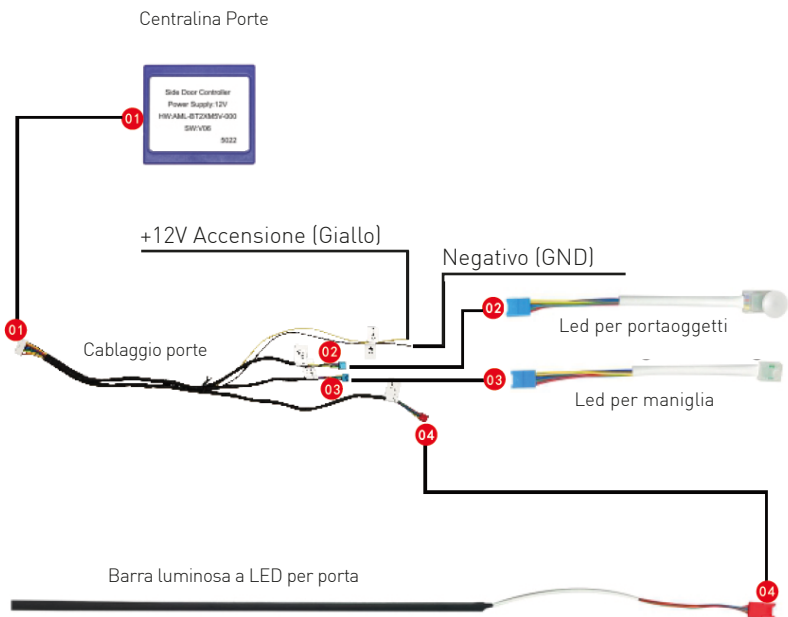 Centralina Porte
Side Door Controller
Power Supply:12V
HW:AML-BT2XM5V-000
SW:V06
5022
01
+12V Accensione (Giallo)
Negativo (GND)
01
02
Led per portaoggetti
Cablaggio porte
02
03
03
Led per maniglia
04
Barra luminosa a LED per porta
04